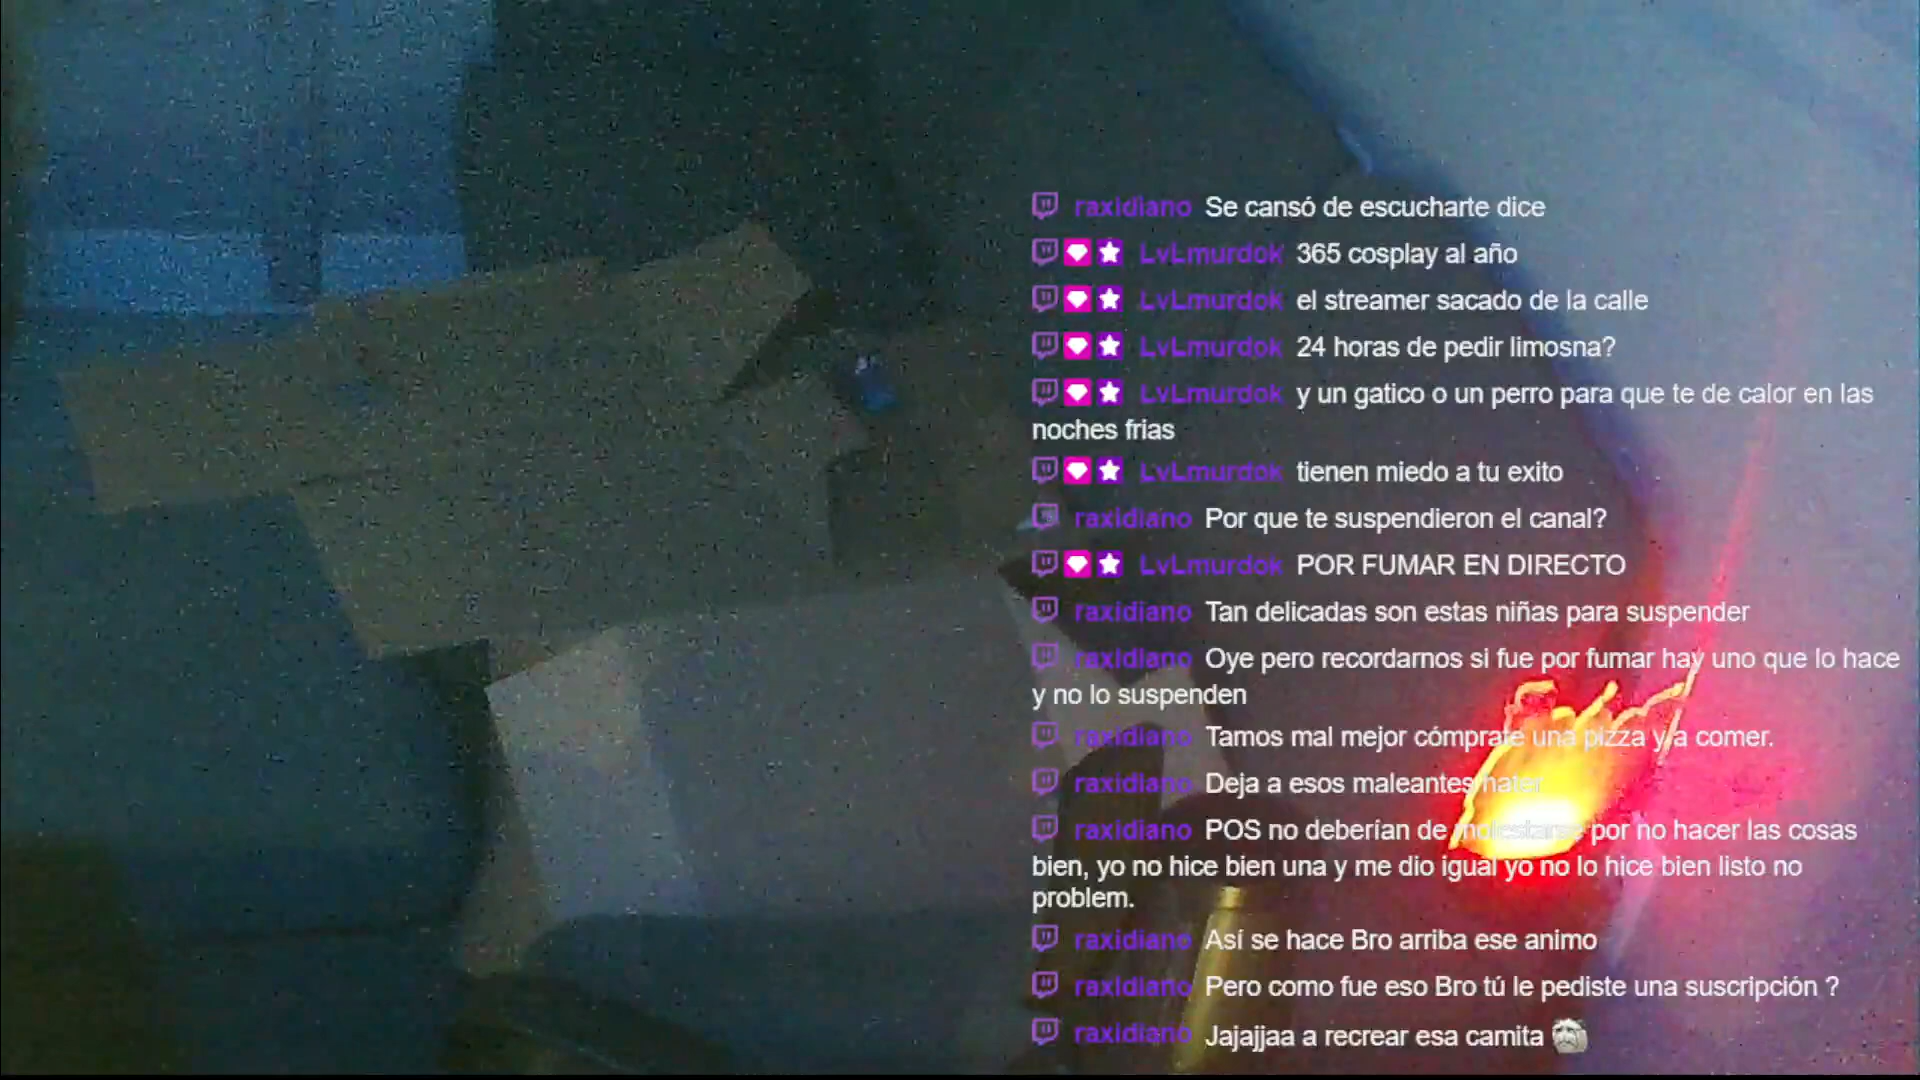 raxidiano Se cansó de escucharte dice
LvLmurdok 365 cosplay al año
LvLmurdok el streamer sacado de la calle
LvLmurdok 24 horas de pedir limosna?
LvLmurdok y un gatico o un perro para que te de calor en las
noches frias
LvLmurdok tienen miedo a tu exito
raxidiano Por que te suspendieron el canal?
LvLmurdok POR FUMAR EN DIRECTO
raxidiano Tan delicadas son estas niñas para suspender
raxidiano Oye pero recordarnos si fue por fumar hay uno que lo hace
y no lo suspenden
raxidiano Tamos mal mejor cómprate una pizza y a comer.
raxidiano Deja a esos maleantes hater
raxidiano POS no deberían de molestarse por no hacer las cosas
bien, yo no hice bien una y me dio igual yo no lo hice bien listo no
problem.
raxidiano Así se hace Bro arriba ese animo
raxidiano Pero como fue eso Bro tú le pediste una suscripción ?
raxidiano Jajajjaa a recrear esa camita